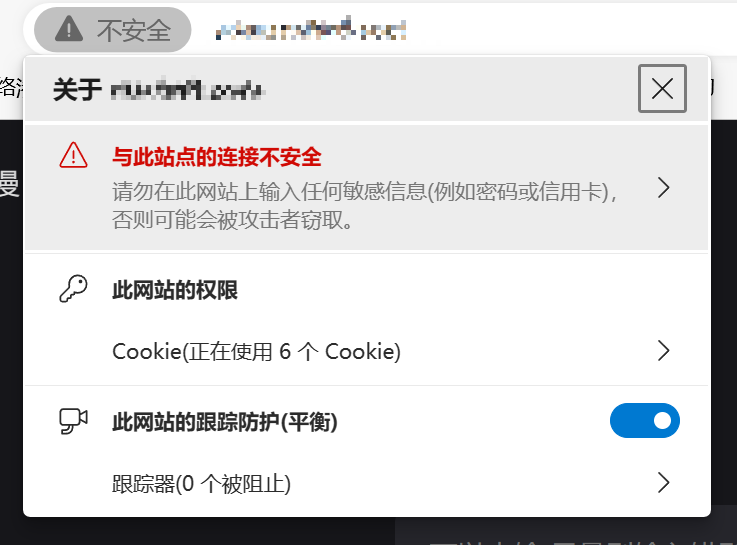 不安全
关于
与此站点的连接不安全
请勿在此网站上输入任何敏感信息(例如密码或信用卡),
否则可能会被攻击者窃取。
此网站的权限
Cookie(正在使用 6 个 Cookie)
此网站的跟踪防护(平衡)
跟踪器(0 个被阻止)
慢